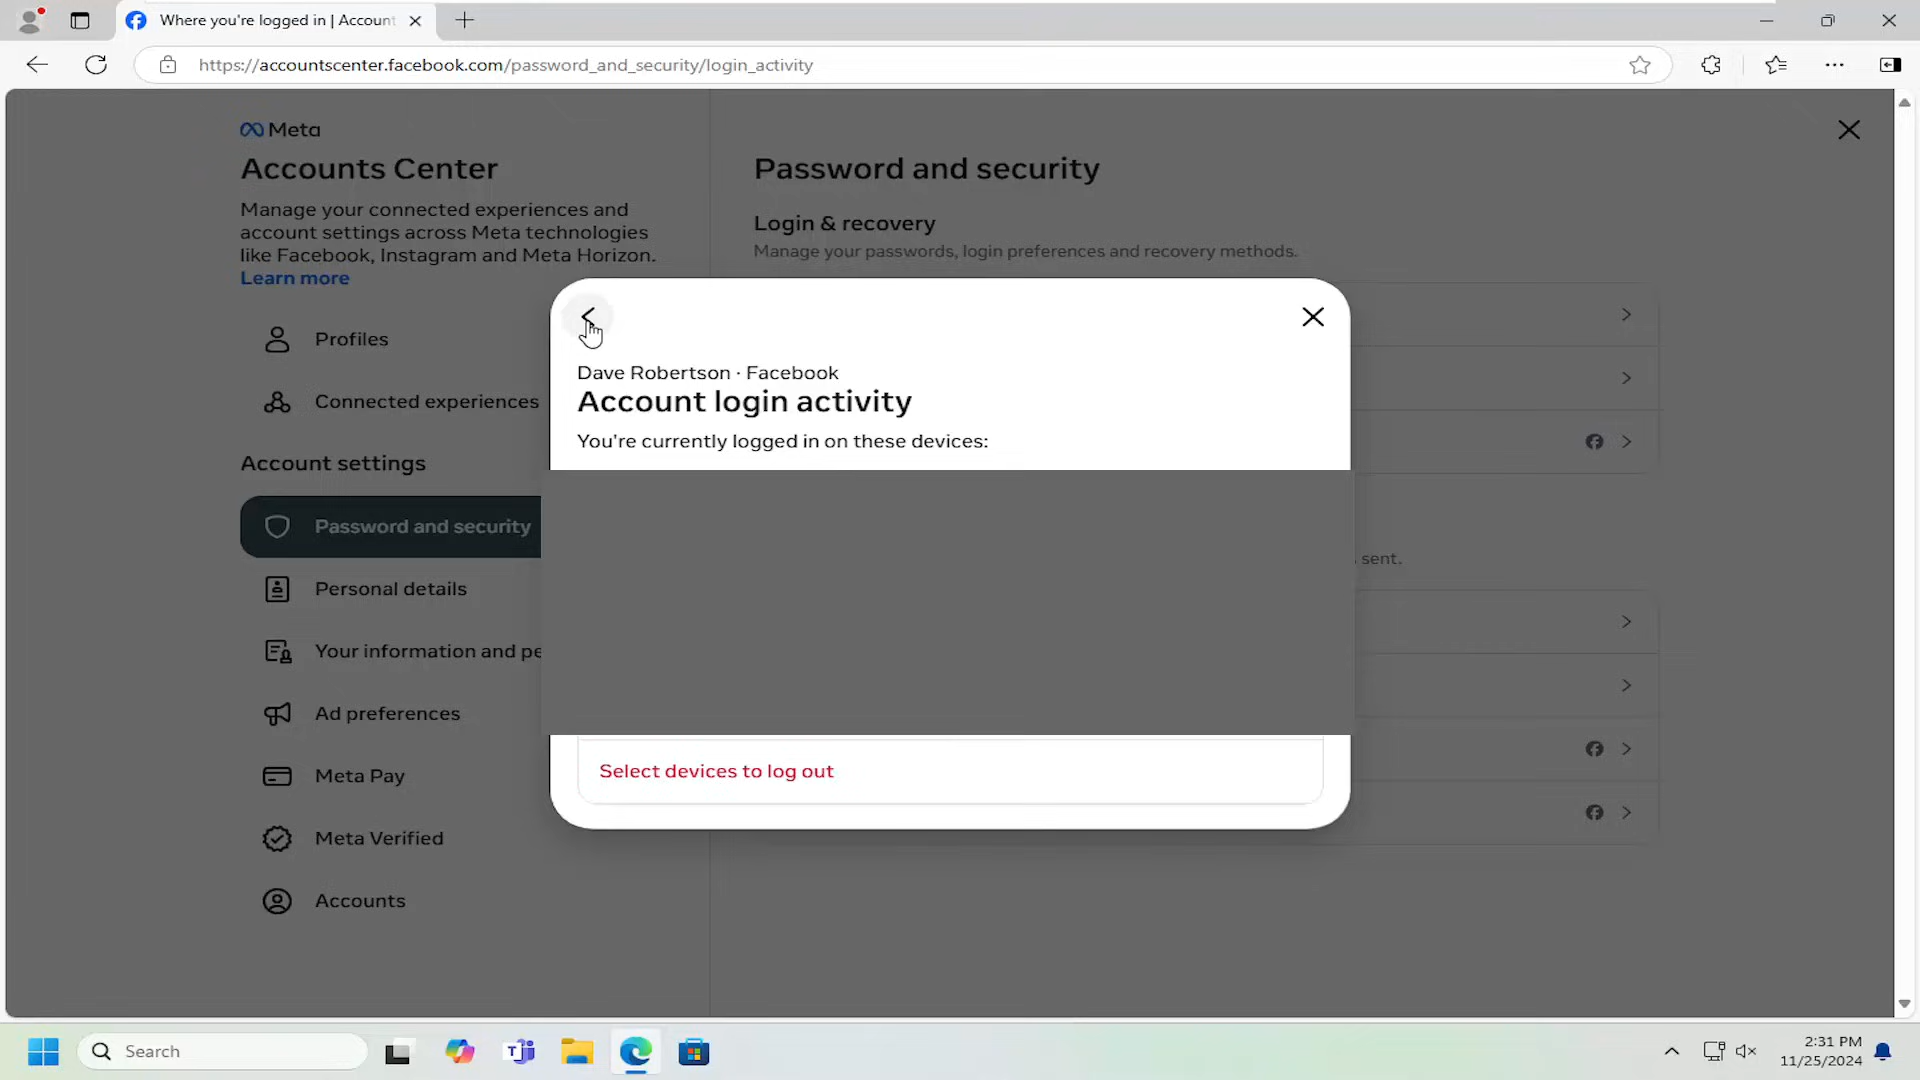 Where you're logged in | Account
https://accountscenter.facebook.com/password_and_security/login_activity
Meta
Accounts Center
Manage your connected experiences and
account settings across Meta technologies
like Facebook, Instagram and Meta Horizon.
Learn more
Profiles
Connected experiences
Account settings
Password and security
Personal details
Your information and pe
Ad preferences
Meta Pay
Meta Verified
Accounts
Password and security
Login & recovery
Manage your passwords, login preferences and recovery methods.
sent.
Dave Robertson · Facebook
Account login activity
You're currently logged in on these devices:
Select devices to log out
Search
2:31 PM
11/25/2024